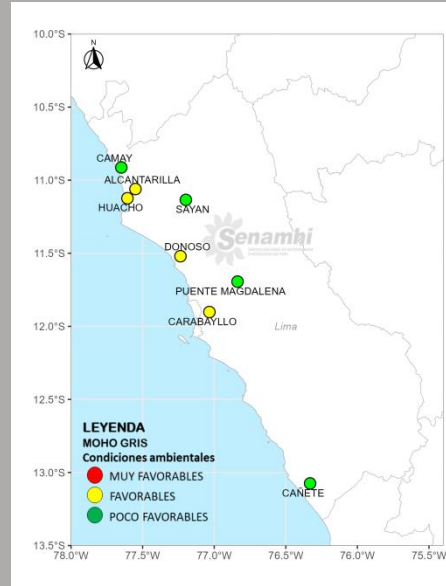 10.0°S
N
10.5°S
CAMAY
11.0°S
ALCANTARILLA
HUACHO
SAYAN
Senamhi
11.5°S
DONOSO
PUENTE MAGDALENA
12.0°S
CARABAYLLO
Lima
12.5°S
LEYENDA
MOHO GRIS
Condiciones ambientales
13.0°S
MUY FAVORABLES
CAÑETE
FAVORABLES
POCO FAVORABLES
13.5°S
78.0°W 77.5°W 77.0°W 76.5°W 76.0°W 75.5°W